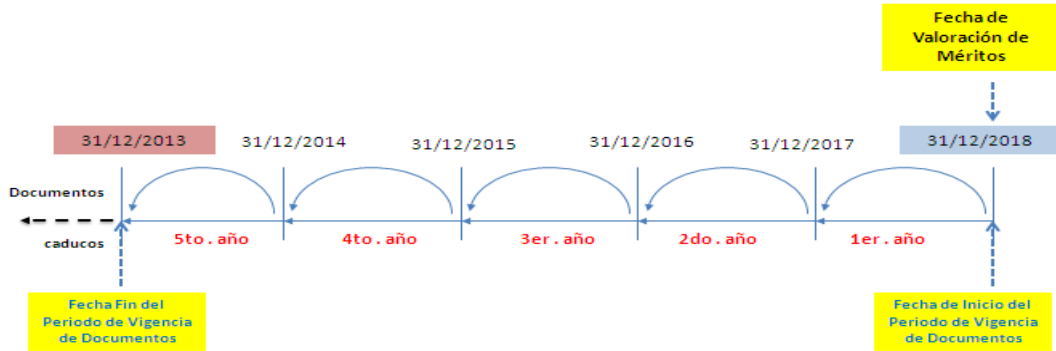 Fecha de
Valoración de
Méritos
31/12/2013
31/12/2014
31/12/2015
31/12/2016
31/12/2017
31/12/2018
Documentos
caducos
5to. año
4to. año
3er. año
2do. año
1er. año
Fecha Fin del
Periodo de Vigencia
de Documentos
Fecha de Inicio del
Periodo de Vigencia
de Documentos